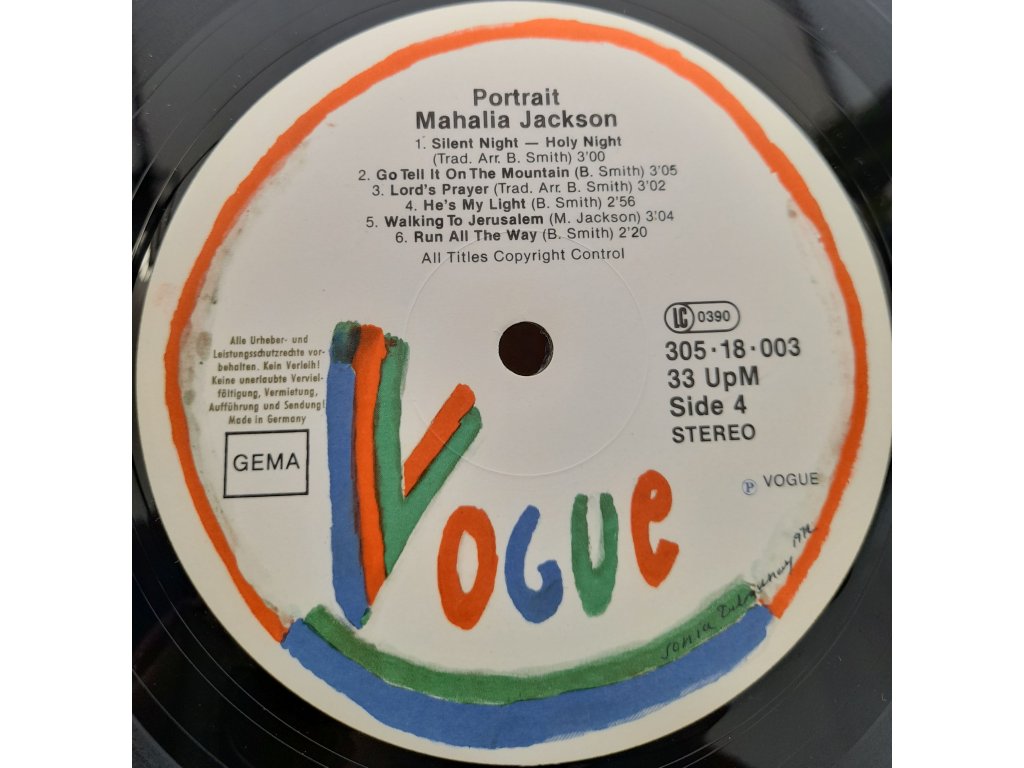 Portrait
Mahalia Jackson
1. Silent Night — Holy Night
(Trad. Arr. B. Smith) 3'00
2. Go Tell It On The Mountain (B. Smith) 3'05
3. Lord's Prayer (Trad. Arr. B. Smith) 3'02
4. He's My Light (B. Smith) 2'56
5. Walking To Jerusalem (M. Jackson) 3'04
6. Run All The Way (B. Smith) 2'20
All Titles Copyright Control
LC 0390
305·18·003
33 UpM
Side 4
STEREO
Alle Urheber- und
Leistungsschutzrechte vor-
behalten. Kein Verleih!
Keine unerlaubte Verviel-
fältigung, Vermietung,
Aufführung und Sendung!
Made in Germany
GEMA
℗ VOGUE
VOGUE
Sonia Delaunay